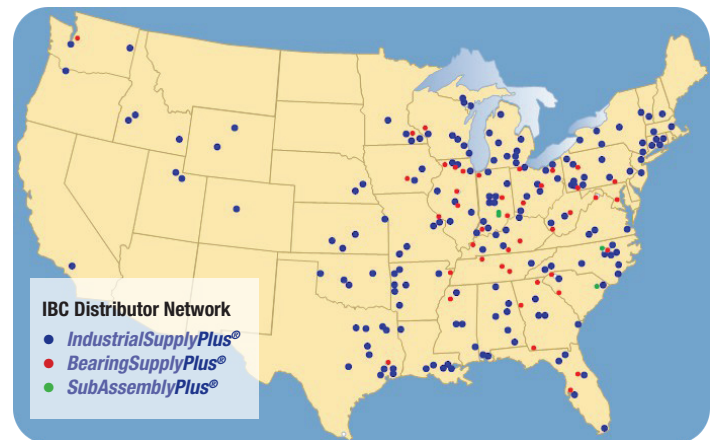 IBC Distributor Network
IndustrialSupplyPlus®
BearingSupplyPlus®
SubAssemblyPlus®